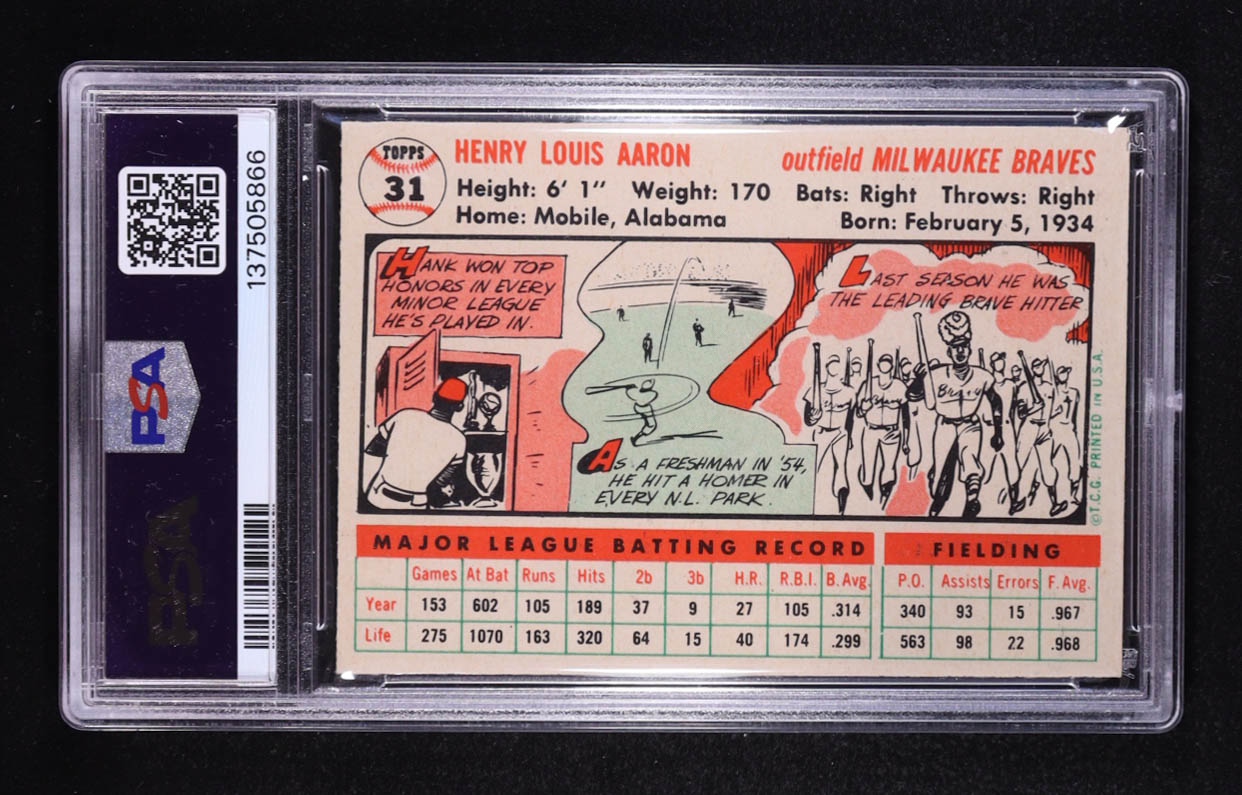 137505866
PSA
PSA
TOPPS
31
HENRY LOUIS AARON
outfield MILWAUKEE BRAVES
Height: 6' 1" Weight: 170 Bats: Right Throws: Right
Home: Mobile, Alabama Born: February 5, 1934
HANK WON TOP
HONORS IN EVERY
MINOR LEAGUE
HE'S PLAYED IN.
AS A FRESHMAN IN '54,
HE HIT A HOMER IN
EVERY N.L. PARK.
LAST SEASON HE WAS
THE LEADING BRAVE HITTER
Braves
©T.C.G. PRINTED IN U.S.A.
MAJOR LEAGUE BATTING RECORD FIELDING
Games At Bat Runs Hits 2b 3b H.R. R.B.I. B. Avg. P.O. Assists Errors F. Avg.
Year 153 602 105 189 37 9 27 105 .314 340 93 15 .967
Life 275 1070 163 320 64 15 40 174 .299 563 98 22 .968